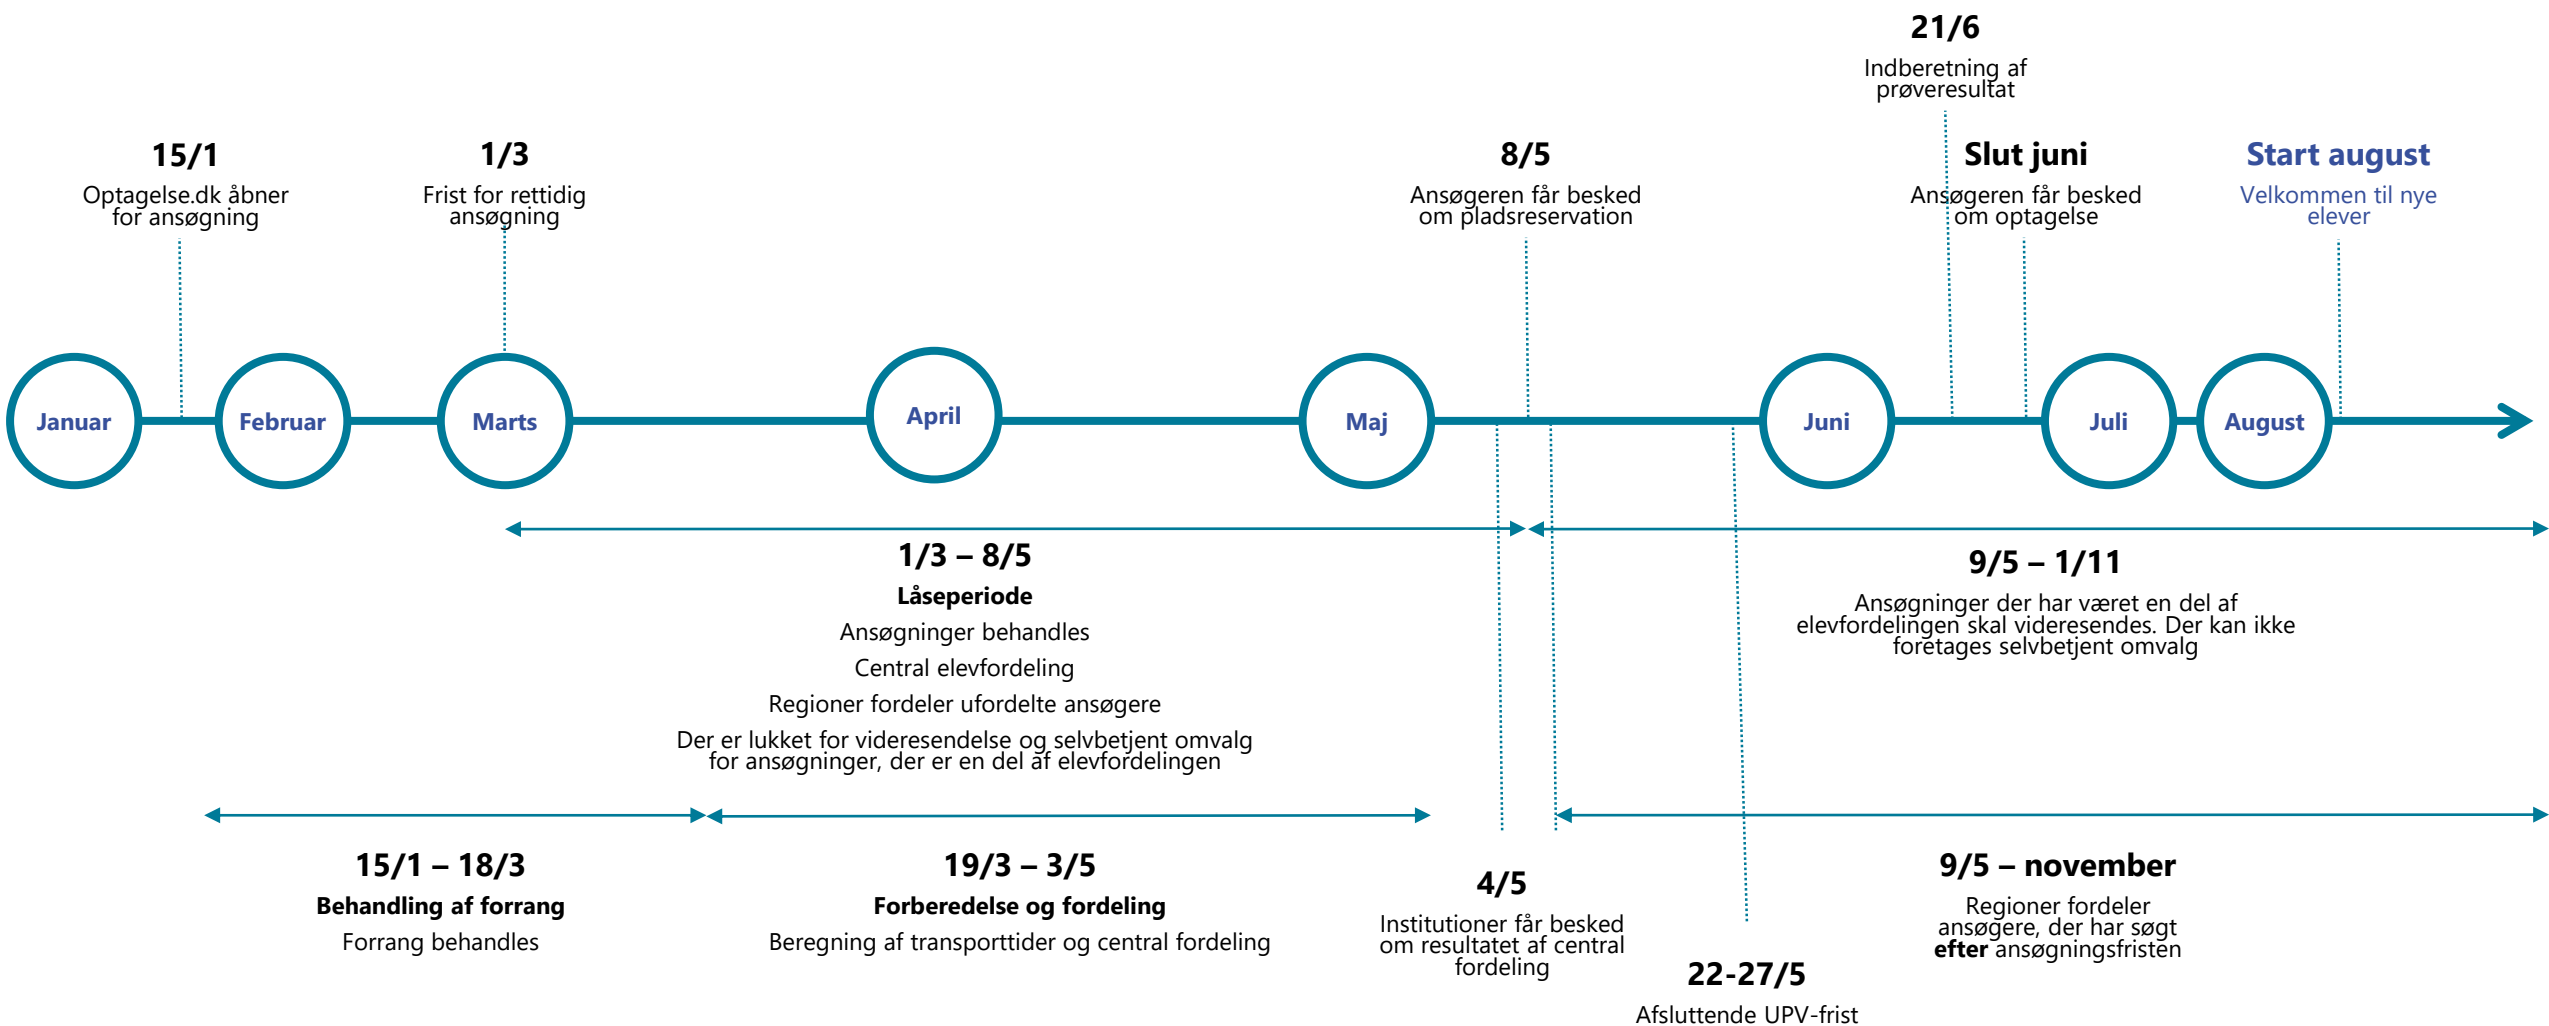 21/6
Indberetning af
prøveresultat
15/1
Optagelse.dk åbner
for ansøgning
1/3
Frist for rettidig
ansøgning
8/5
Ansøgeren får besked
om pladsreservation
Slut juni
Ansøgeren får besked
om optagelse
Start august
Velkommen til nye
elever
Januar
Februar
Marts
April
Maj
Juni
Juli
August
1/3 – 8/5
Låseperiode
Ansøgninger behandles
Central elevfordeling
Regioner fordeler ufordelte ansøgere
Der er lukket for videresendelse og selvbetjent omvalg
for ansøgninger, der er en del af elevfordelingen
9/5 – 1/11
Ansøgninger der har været en del af
elevfordelingen skal videresendes. Der kan ikke
foretages selvbetjent omvalg
15/1 – 18/3
Behandling af forrang
Forrang behandles
19/3 – 3/5
Forberedelse og fordeling
Beregning af transporttider og central fordeling
4/5
Institutioner får besked
om resultatet af central
fordeling
22-27/5
Afsluttende UPV-frist
9/5 – november
Regioner fordeler
ansøgere, der har søgt
efter ansøgningsfristen